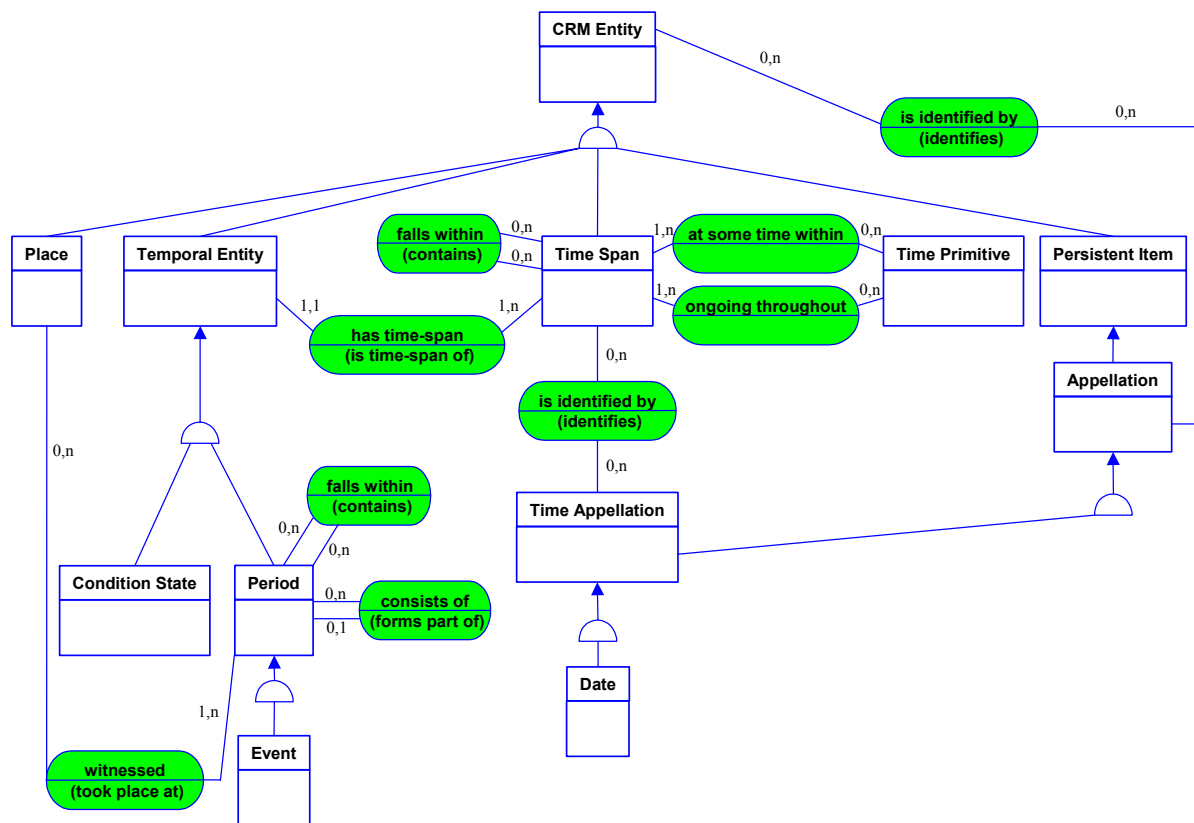 CRM Entity
0,n
is identified by
(identifies)
0,n
Place
Temporal Entity
falls within
(contains)
0,n
0,n
Time Span
1,n
at some time within
0,n
Time Primitive
Persistent Item
1,1
has time-span
(is time-span of)
1,n
1,n
ongoing throughout
0,n
0,n
is identified by
(identifies)
0,n
Appellation
0,n
falls within
(contains)
0,n
0,n
Time Appellation
Condition State
Period
0,n
0,1
consists of
(forms part of)
Date
1,n
Event
witnessed
(took place at)